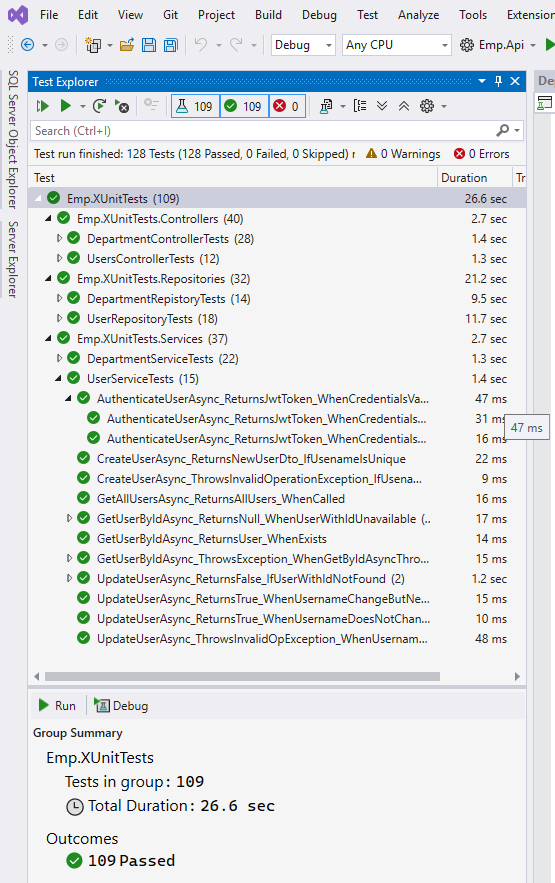 File Edit View Git Project Build Debug Test Analyze Tools Extension
Debug Any CPU Emp.Api
SQL Server Object Explorer
Server Explorer
Test Explorer
De
109 109 0
Search (Ctrl+I)
Test run finished: 128 Tests (128 Passed, 0 Failed, 0 Skipped) r 0 Warnings 0 Errors
Test Duration Tr
Emp.XUnitTests (109) 26.6 sec
Emp.XUnitTests.Controllers (40) 2.7 sec
DepartmentControllerTests (28) 1.4 sec
UsersControllerTests (12) 1.3 sec
Emp.XUnitTests.Repositories (32) 21.2 sec
DepartmentRepistoryTests (14) 9.5 sec
UserRepositoryTests (18) 11.7 sec
Emp.XUnitTests.Services (37) 2.7 sec
DepartmentServiceTests (22) 1.3 sec
UserServiceTests (15) 1.4 sec
AuthenticateUserAsync_ReturnsJwtToken_WhenCredentialsVa... 47 ms
AuthenticateUserAsync_ReturnsJwtToken_WhenCredentials... 31 ms
47 ms
AuthenticateUserAsync_ReturnsJwtToken_WhenCredentials... 16 ms
CreateUserAsync_ReturnsNewUserDto_IfUsenameIsUnique 22 ms
CreateUserAsync_ThrowsInvalidOperationException_IfUsena... 9 ms
GetAllUsersAsync_ReturnsAllUsers_WhenCalled 16 ms
GetUserByIdAsync_ReturnsNull_WhenUserWithIdUnavailable (.. 17 ms
GetUserByIdAsync_ReturnsUser_WhenExists 14 ms
GetUserByIdAsync_ThrowsException_WhenGetByIdAsyncThro... 15 ms
UpdateUserAsync_ReturnsFalse_IfUserWithIdNotFound (2) 1.2 sec
UpdateUserAsync_ReturnsTrue_WhenUsernameChangeButNe... 15 ms
UpdateUserAsync_ReturnsTrue_WhenUsernameDoesNotChan... 10 ms
UpdateUserAsync_ThrowsInvalidOpException_WhenUsernam... 48 ms
Run Debug
Group Summary
Emp.XUnitTests
Tests in group: 109
Total Duration: 26.6 sec
Outcomes
109 Passed